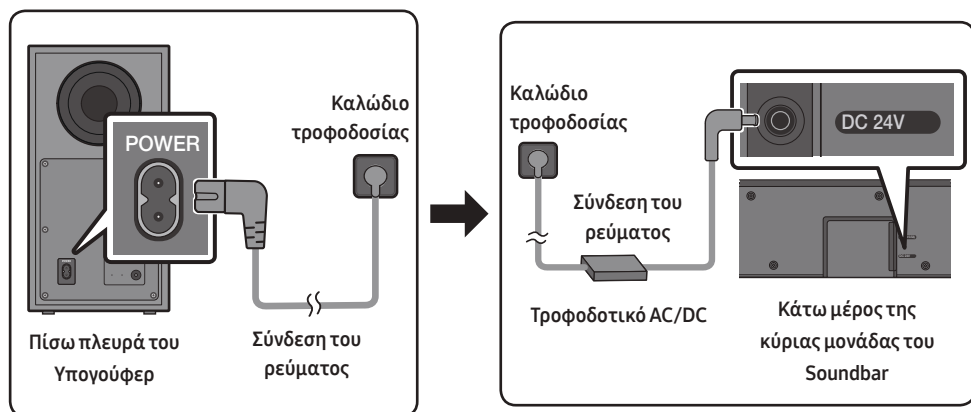 Καλώδιο
τροφοδοσίας
POWER
Πίσω πλευρά του
Υπογούφερ
Σύνδεση του
ρεύματος
Καλώδιο
τροφοδοσίας
DC 24V
Σύνδεση του
ρεύματος
Τροφοδοτικό AC/DC
Κάτω μέρος της
κύριας μονάδας του
Soundbar